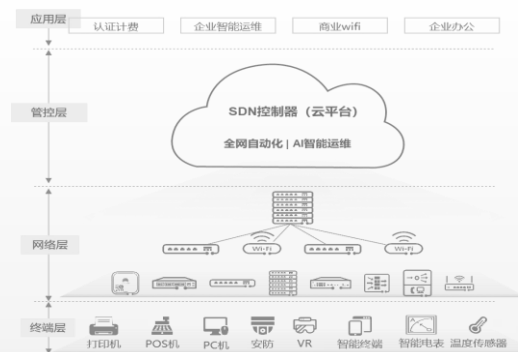 应用层
认证计费 企业智能运维 商业wifi 企业办公
管控层
SDN控制器（云平台）
全网自动化 | AI智能运维
网络层
Wi-Fi Wi-Fi
终端层
打印机 POS机 PC机 安防 VR 智能终端 智能电表 温度传感器